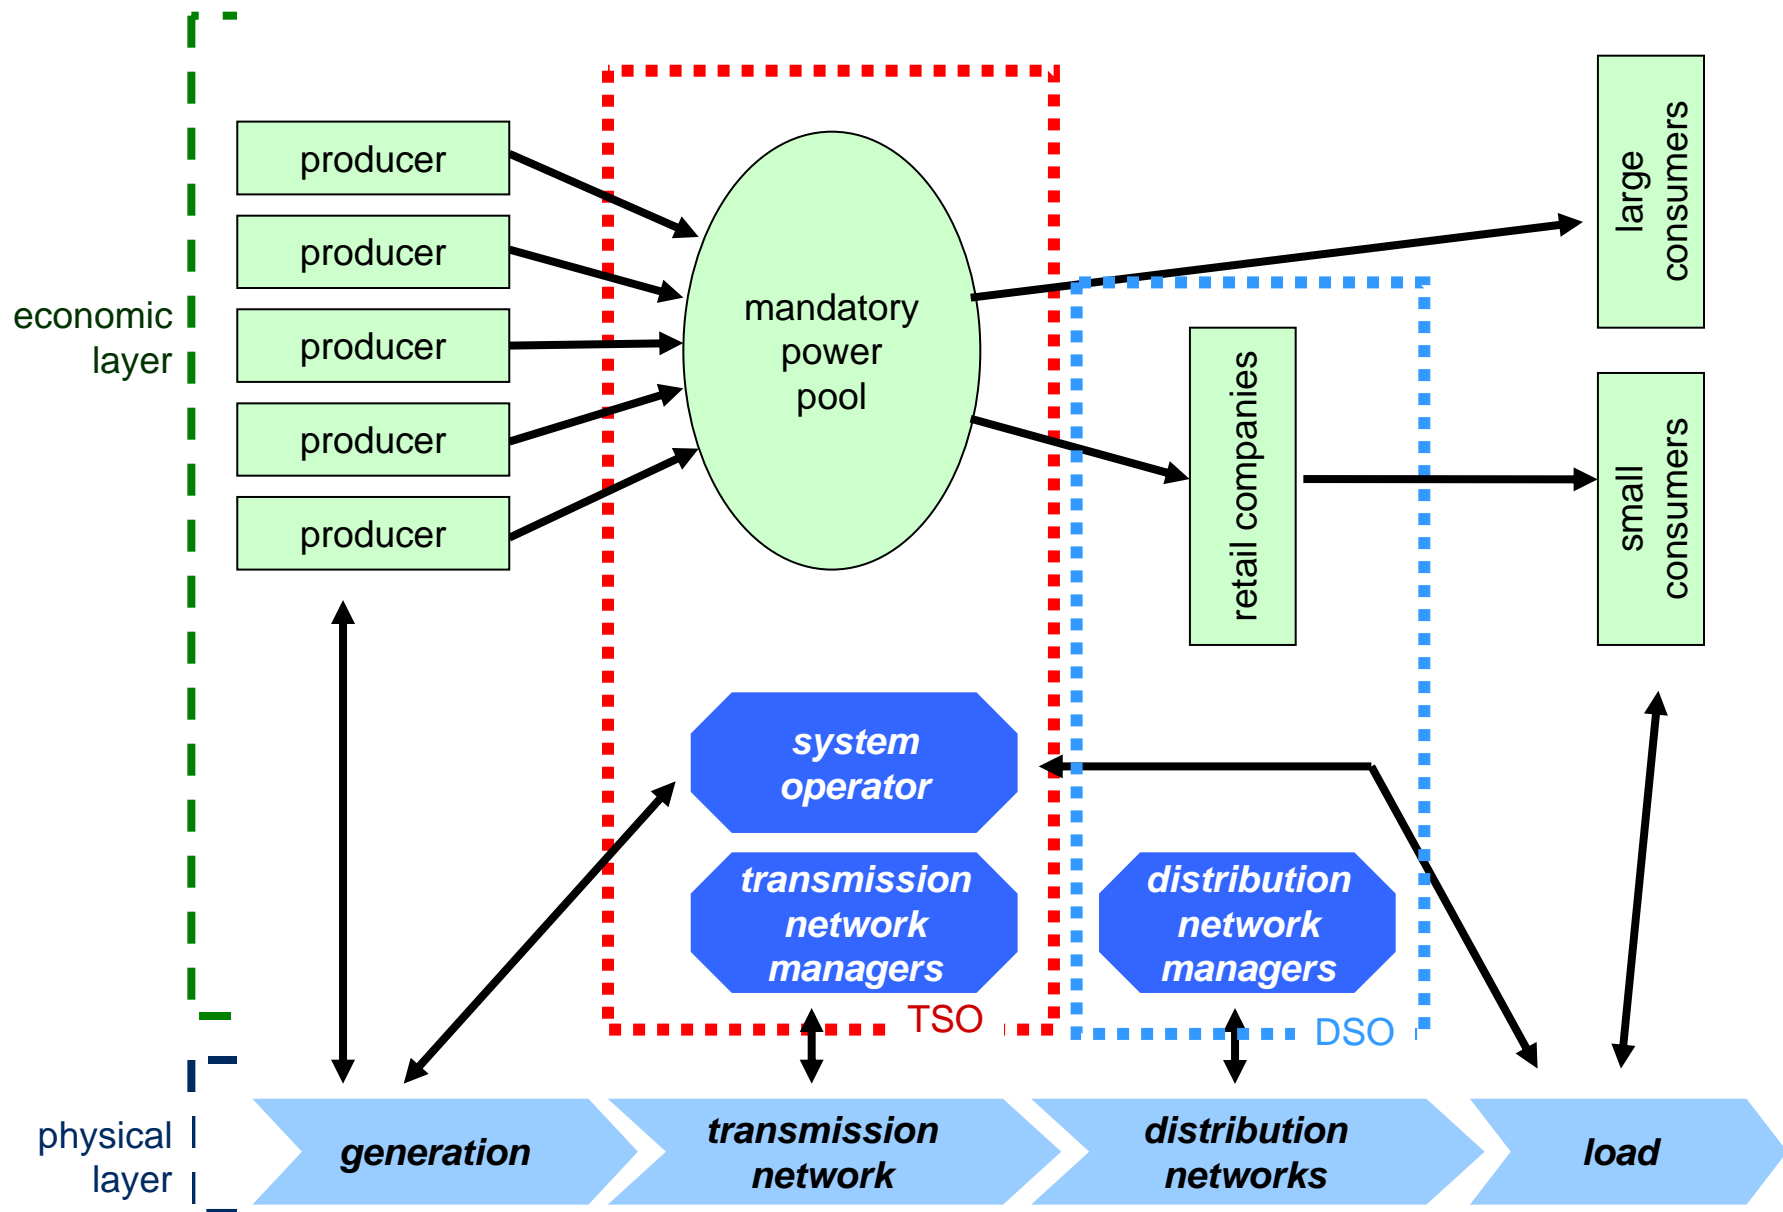 economic
layer
producer
producer
producer
producer
producer
mandatory
power
pool
retail companies
large
consumers
small
consumers
system
operator
transmission
network
managers
TSO
distribution
network
managers
DSO
physical
layer
generation
transmission
network
distribution
networks
load